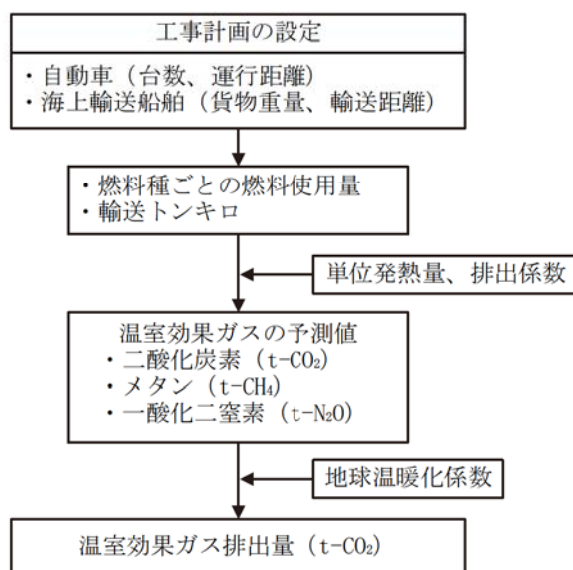 工事計画の設定
・自動車（台数、運行距離）
・海上輸送船舶（貨物重量、輸送距離）
・燃料種ごとの燃料使用量
・輸送トンキロ
単位発熱量、排出係数
温室効果ガスの予測値
・二酸化炭素（t-CO₂）
・メタン（t-CH₄）
・一酸化二窒素（t-N₂O）
地球温暖化係数
温室効果ガス排出量（t-CO₂）